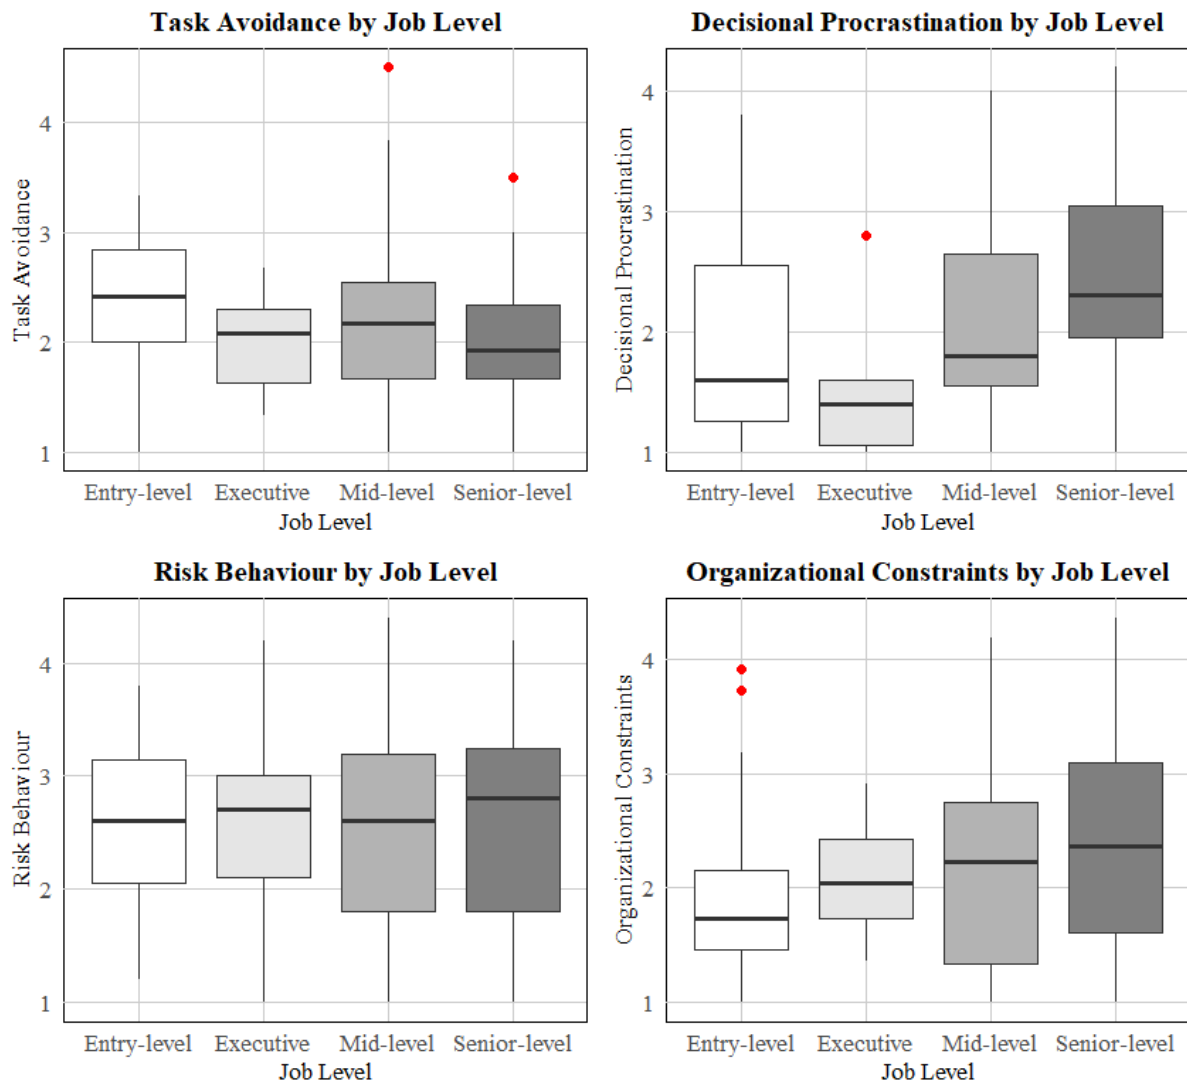 Task Avoidance by Job Level
Task Avoidance
4
3
2
1
Entry-level Executive Mid-level Senior-level
Job Level
Decisional Procrastination by Job Level
Decisional Procrastination
4
3
2
1
Entry-level Executive Mid-level Senior-level
Job Level
Risk Behaviour by Job Level
Risk Behaviour
4
3
2
1
Entry-level Executive Mid-level Senior-level
Job Level
Organizational Constraints by Job Level
Organizational Constraints
4
3
2
1
Entry-level Executive Mid-level Senior-level
Job Level